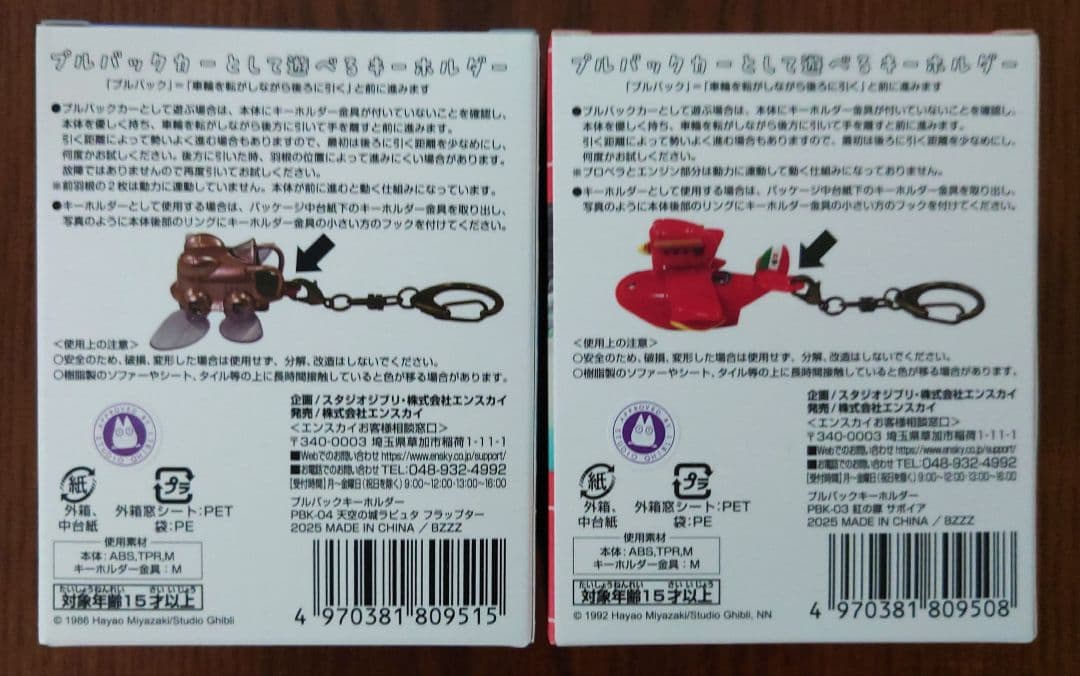 プルバックカーとして遊べるキーホルダー
「プルバック」=「車輪を転がしながら後ろに引く」と前に進みます
●プルバックカーとして遊ぶ場合は、本体にキーホルダー金具が付いていないことを確認し、
本体を優しく持ち、車輪を転がしながら後方に引いて手を離すと前に進みます。
引く距離によって勢いよく進む場合もありますので、最初は後ろに引く距離を少なめにし、
何度かお試しください。後方に引いた時、羽根の位置によって進みにくい場合があります。
故障ではありませんので再度引いてお試しください。
※前羽根の2枚は動力に連動していません。本体が前に進むと動く仕組みになっています。
●キーホルダーとして使用する場合は、パッケージ中台紙下のキーホルダー金具を取り出し、
写真のように本体後部のリングにキーホルダー金具の小さい方のフックを付けてください。
<使用上の注意>
○安全のため、破損、変形した場合は使用せず、分解、改造はしないでください。
○樹脂製のソファーやシート、タイル等の上に長時間接触していると色が移る場合があります。
企画/スタジオジブリ・株式会社エンスカイ
発売/株式会社エンスカイ
<エンスカイお客様相談窓口>
〒340-0003 埼玉県草加市稲荷1-11-1
■Webでのお問い合わせ https://www.ensky.co.jp/support/
■お電話でのお問い合わせ TEL:048-932-4992
[受付時間]月~金曜日(祝日を除く)9:00~12:00・13:00~16:00
プルバックキーホルダー
PBK-04 天空の城ラピュタ フラップター
2025 MADE IN CHINA / BZZZ
紙
外箱、
中台紙
プラ
外箱窓シート:PET
袋:PE
使用素材
本体:ABS,TPR,M
キーホルダー金具:M
たいしょうねんれい さい いじょう
対象年齢15才以上
© 1986 Hayao Miyazaki/Studio Ghibli
4 970381 809515
プルバックカーとして遊べるキーホルダー
「プルバック」=「車輪を転がしながら後ろに引く」と前に進みます
●プルバックカーとして遊ぶ場合は、本体にキーホルダー金具が付いていないことを確認し、
本体を優しく持ち、車輪を転がしながら後方に引いて手を離すと前に進みます。
引く距離によって勢いよく進む場合もありますので、最初は後ろに引く距離を少なめにし、
何度かお試しください。
※プロペラとエンジン部分は動力に連動して動く仕組みではなっておりません。
●キーホルダーとして使用する場合は、パッケージ中台紙下のキーホルダー金具を取り出し、
写真のように本体後部のリングにキーホルダー金具の小さい方のフックを付けてください。
<使用上の注意>
○安全のため、破損、変形した場合は使用せず、分解、改造はしないでください。
○樹脂製のソファーやシート、タイル等の上に長時間接触していると色が移る場合があります。
企画/スタジオジブリ・株式会社エンスカイ
発売/株式会社エンスカイ
<エンスカイお客様相談窓口>
〒340-0003 埼玉県草加市稲荷1-11-1
■Webでのお問い合わせ https://www.ensky.co.jp/support/
■お電話でのお問い合わせ TEL:048-932-4992
[受付時間]月~金曜日(祝日を除く)9:00~12:00・13:00~16:00
プルバックキーホルダー
PBK-03 紅の豚 サボイア
2025 MADE IN CHINA / BZZZ
紙
外箱、
中台紙
プラ
外箱窓シート:PET
袋:PE
使用素材
本体:ABS,TPR,M
キーホルダー金具:M
たいしょうねんれい さい いじょう
対象年齢15才以上
© 1992 Hayao Miyazaki/Studio Ghibli, NN
4 970381 809508